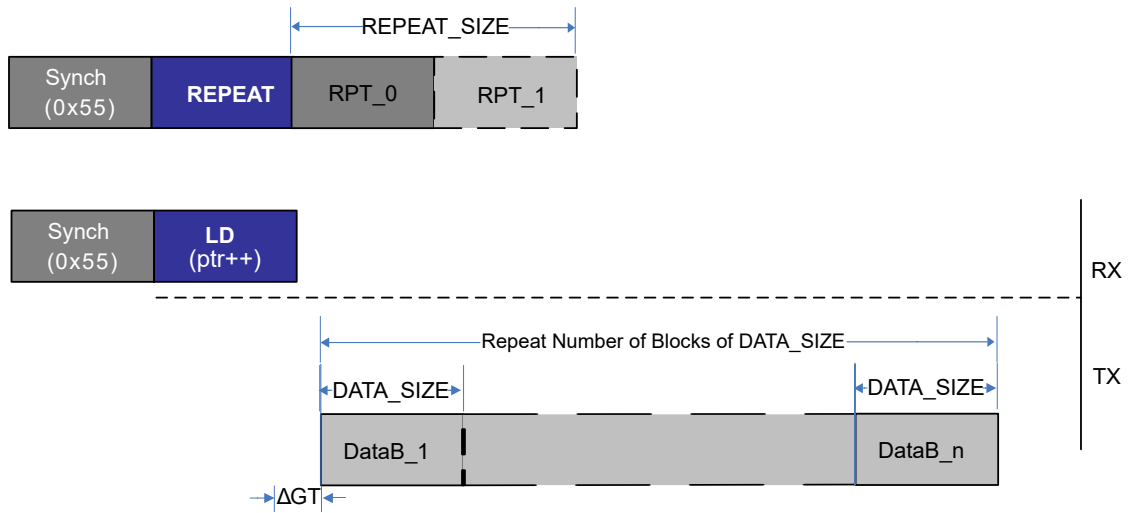 REPEAT_SIZE
Synch
(0x55)
REPEAT
RPT_0
RPT_1
Synch
(0x55)
LD
(ptr++)
RX
Repeat Number of Blocks of DATA_SIZE
TX
DATA_SIZE
DATA_SIZE
DataB_1
DataB_n
ΔGT